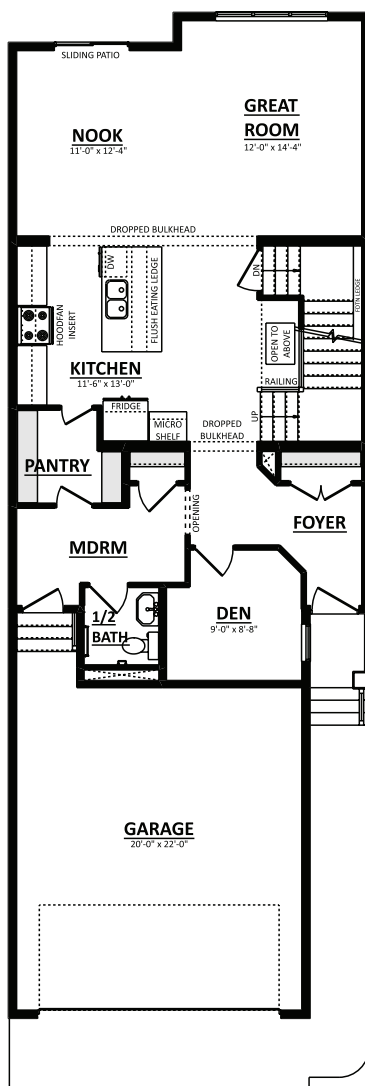 SLIDING PATIO
GREAT
ROOM
12'-0" x 14'-4"
NOOK
11'-0" x 12'-4"
DROPPED BULKHEAD
DW
FLUSH EATING LEDGE
DN
FDTN LEDGE
HOODFAN
INSERT
OPEN TO
ABOVE
KITCHEN
11'-6" x 13'-0"
RAILING
FRIDGE
UP
MICRO
SHELF
DROPPED
BULKHEAD
PANTRY
OPENING
FOYER
MDRM
1/2
BATH
DEN
9'-0" x 8'-8"
GARAGE
20'-0" x 22'-0"